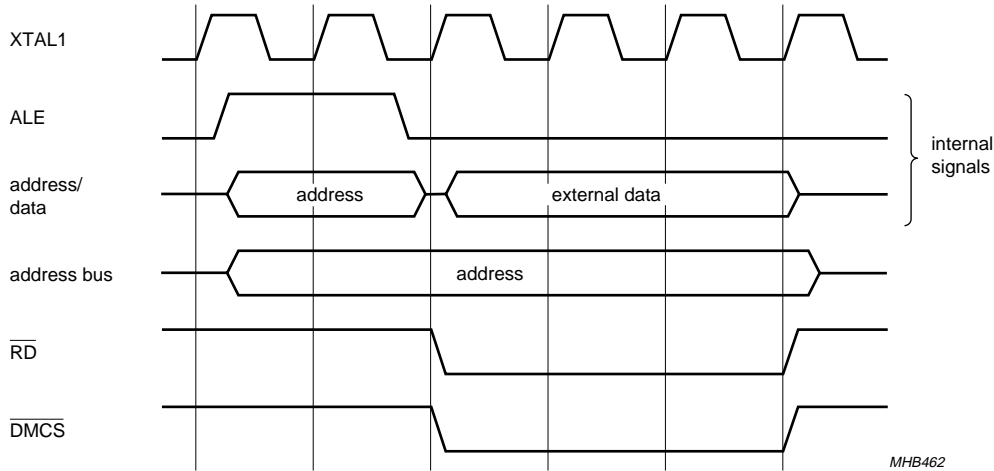 XTAL1
ALE
internal
signals
address/
data
address
external data
address bus
address
RD
DMCS
MHB462